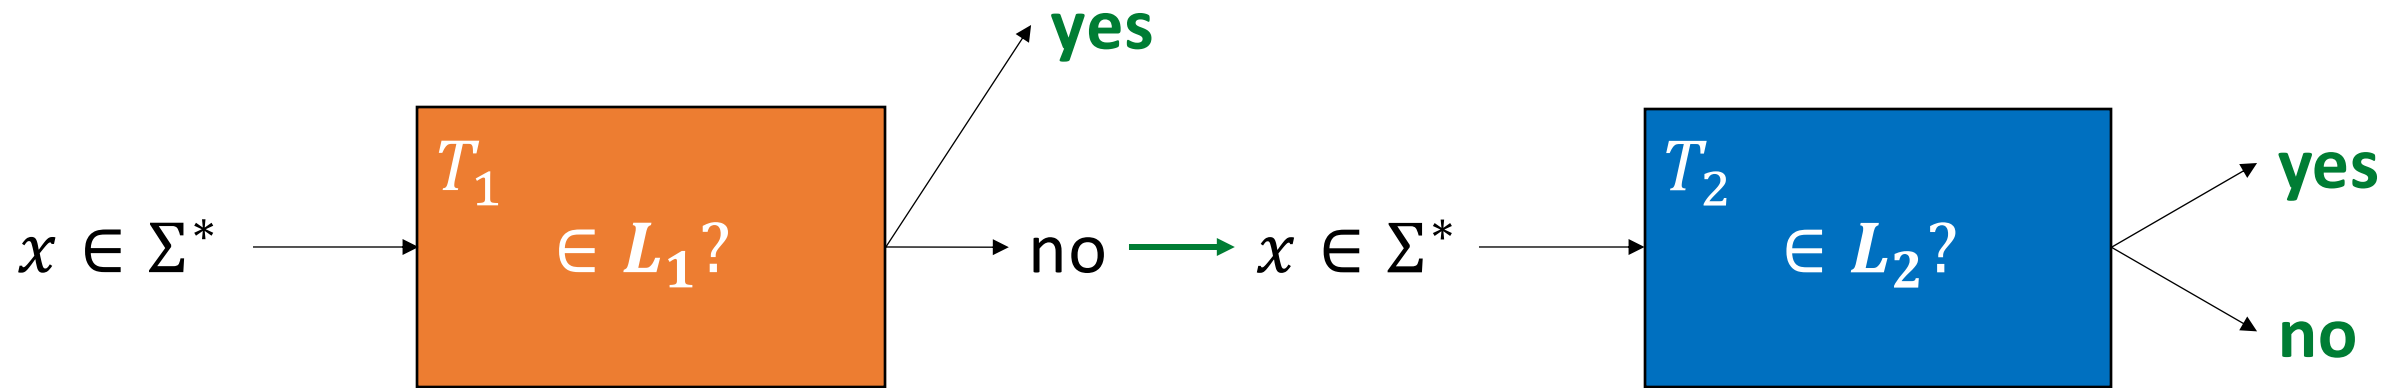 yes
x ∈ Σ*
T₁
∈ L₁?
no
x ∈ Σ*
T₂
∈ L₂?
yes
no